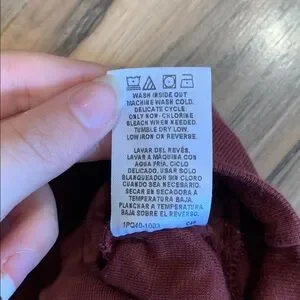 WASH INSIDE OUT
MACHINE WASH COLD.
DELICATE CYCLE.
ONLY NON-CHLORINE
BLEACH WHEN NEEDED.
TUMBLE DRY LOW.
LOW IRON ON REVERSE.
LAVAR DEL REVÉS.
LAVAR A MÁQUINA CON
AGUA FRIA. CICLO
DELICADO. USAR SOLO
BLANQUEADOR SIN CLORO
CUANDO SEA NECESARIO.
SECAR EN SECADORA A
TEMPERATURA BAJA.
PLANCHAR A TEMPERATURA
BAJA SOBRE EL REVERSO.